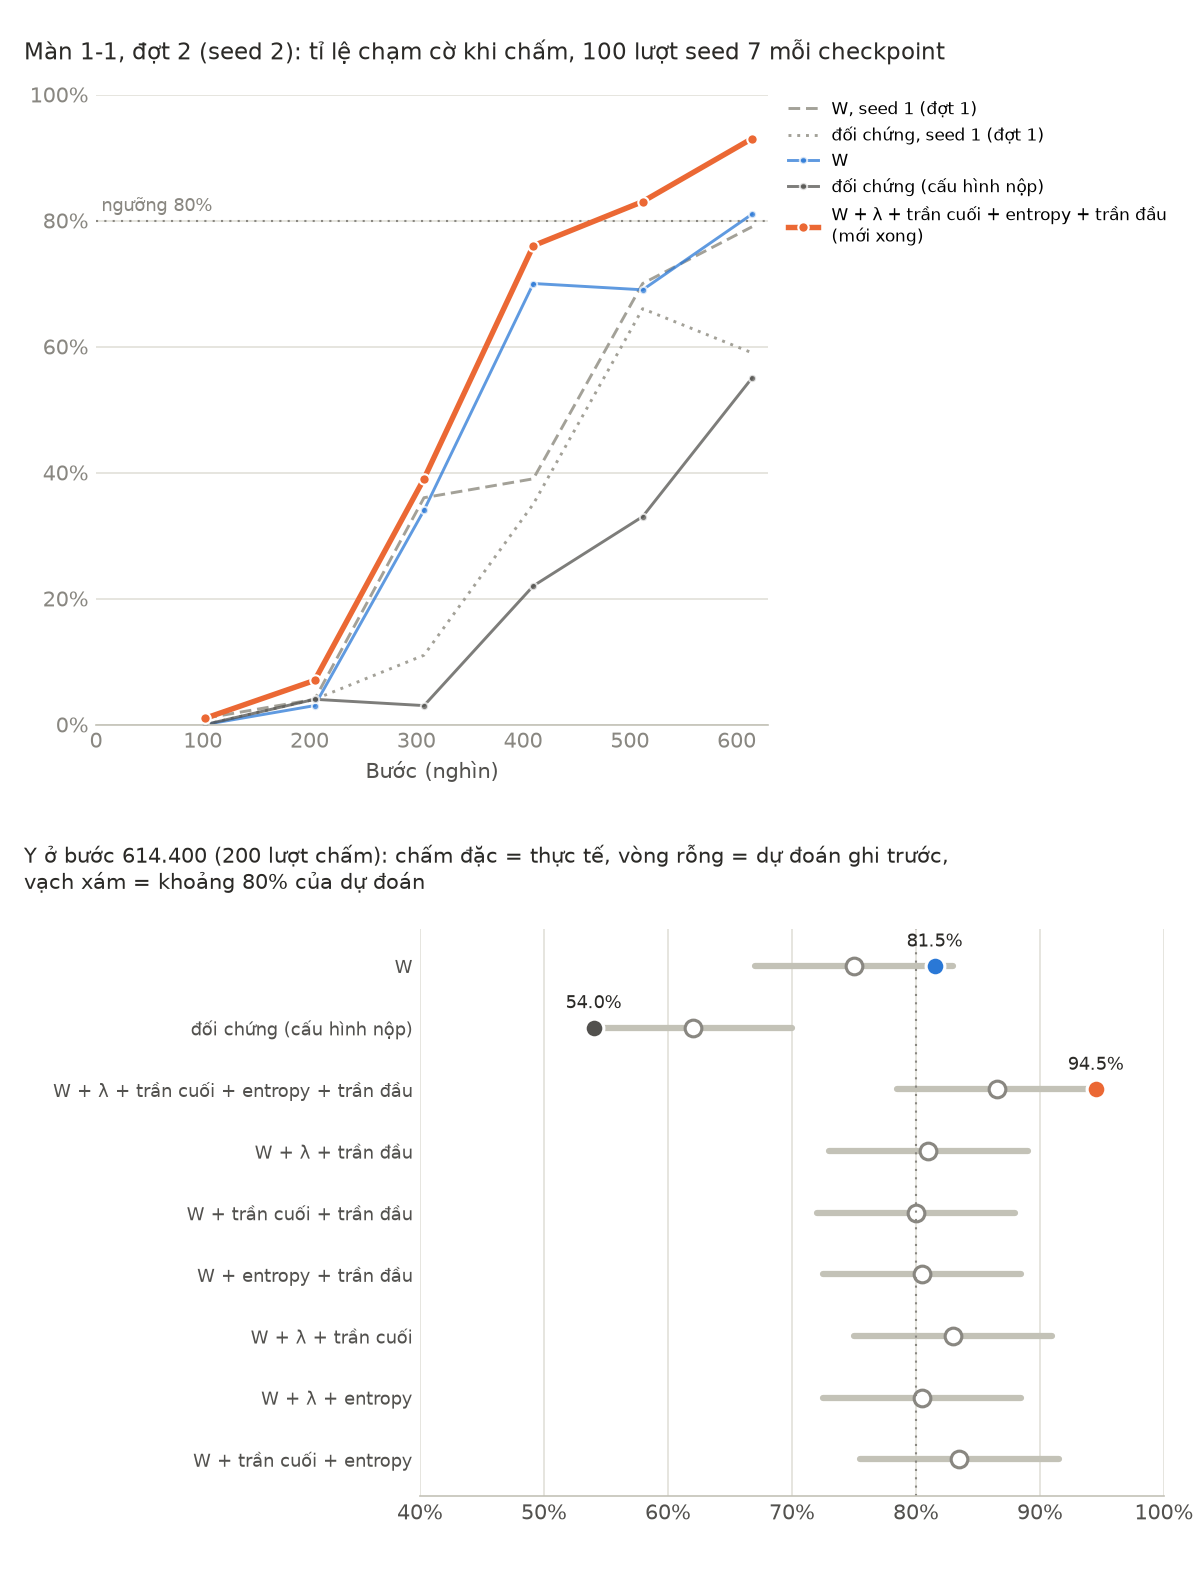 Màn 1-1, đợt 2 (seed 2): tỉ lệ chạm cờ khi chấm, 100 lượt seed 7 mỗi checkpoint
100%
80%
60%
40%
20%
0%
ngưỡng 80%
0 100 200 300 400 500 600
Bước (nghìn)
W, seed 1 (đợt 1)
đối chứng, seed 1 (đợt 1)
W
đối chứng (cấu hình nộp)
W + λ + trần cuối + entropy + trần đầu
(mới xong)
Y ở bước 614.400 (200 lượt chấm): chấm đặc = thực tế, vòng rỗng = dự đoán ghi trước,
vạch xám = khoảng 80% của dự đoán
81.5%
W
54.0%
đối chứng (cấu hình nộp)
94.5%
W + λ + trần cuối + entropy + trần đầu
W + λ + trần đầu
W + trần cuối + trần đầu
W + entropy + trần đầu
W + λ + trần cuối
W + λ + entropy
W + trần cuối + entropy
40% 50% 60% 70% 80% 90% 100%